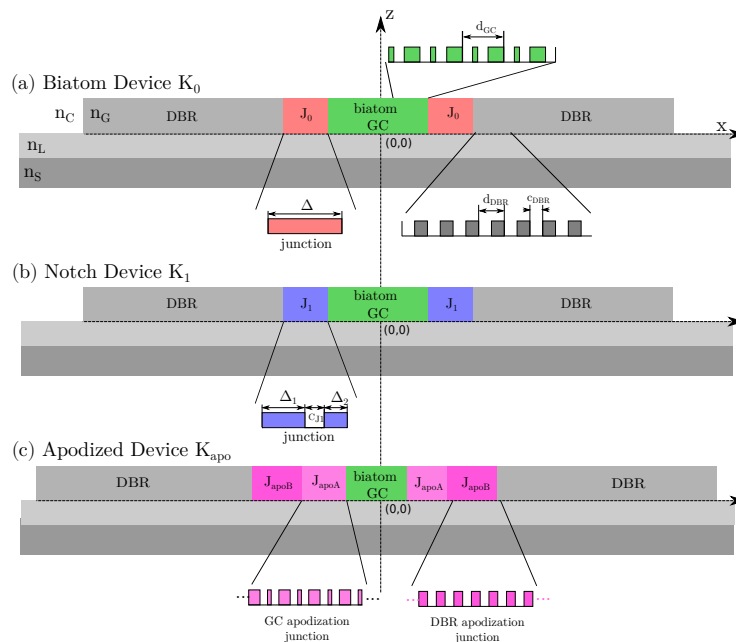 z
d_GC
(a) Biatom Device K_0
n_C n_G DBR J_0 biatom GC J_0 DBR
x
(0,0)
n_L
n_S
Δ
junction
d_DBR c_DBR
(b) Notch Device K_1
DBR J_1 biatom GC J_1 DBR
(0,0)
Δ_1 c_J1 Δ_2
junction
(c) Apodized Device K_apo
DBR J_apoB J_apoA biatom GC J_apoA J_apoB DBR
(0,0)
GC apodization
junction
DBR apodization
junction